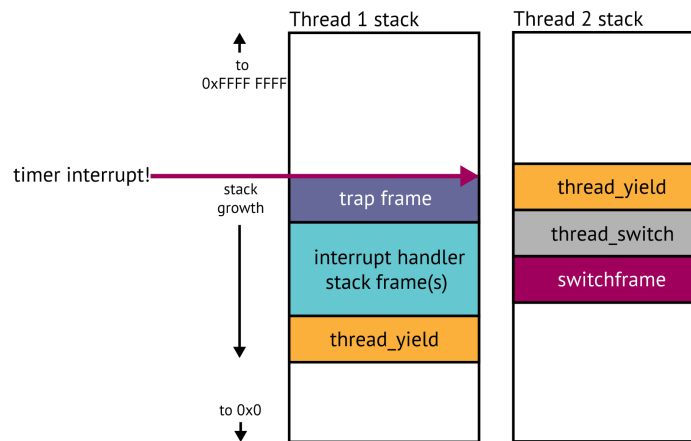 Thread 1 stack
Thread 2 stack
to
0xFFFF FFFF
timer interrupt!
stack
growth
trap frame
interrupt handler
stack frame(s)
thread_yield
to 0x0
thread_yield
thread_switch
switchframe